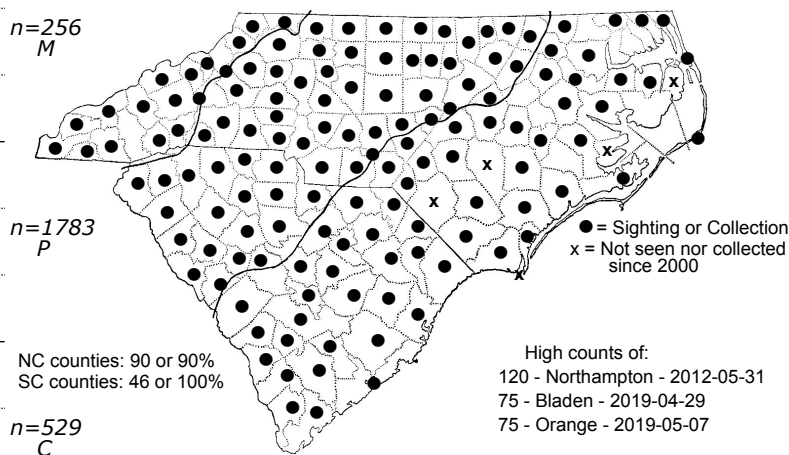 n=256
M
n=1783
P
n=529
C
x
x
x
x
x
= Sighting or Collection
x = Not seen nor collected
since 2000
NC counties: 90 or 90%
SC counties: 46 or 100%
High counts of:
120 - Northampton - 2012-05-31
75 - Bladen - 2019-04-29
75 - Orange - 2019-05-07